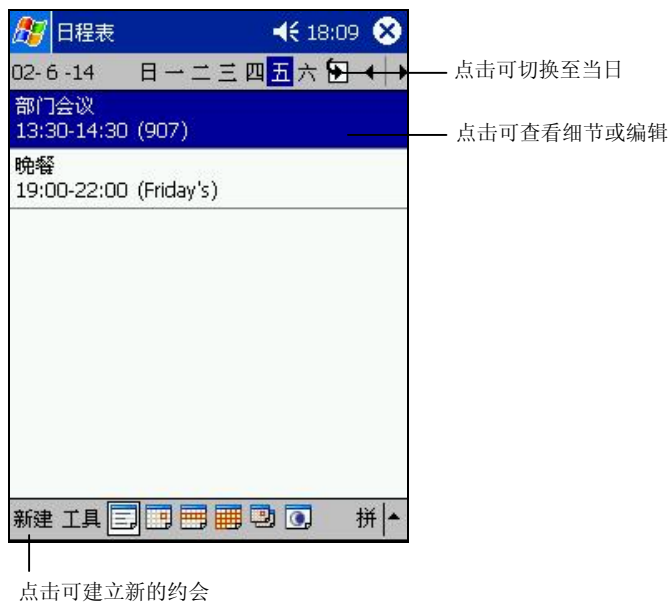 日程表 18:09
02- 6 -14 日 一 二 三 四 五 六
点击可切换至当日
部门会议
13:30-14:30 (907)
点击可查看细节或编辑
晚餐
19:00-22:00 (Friday's)
新建 工具 拼
点击可建立新的约会